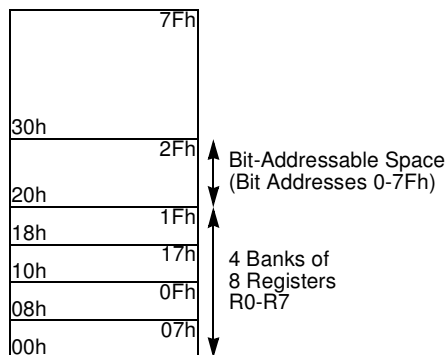 7Fh
30h
2Fh
Bit-Addressable Space
(Bit Addresses 0-7Fh)
20h
1Fh
18h
17h
4 Banks of
8 Registers
R0-R7
10h
0Fh
08h
07h
00h